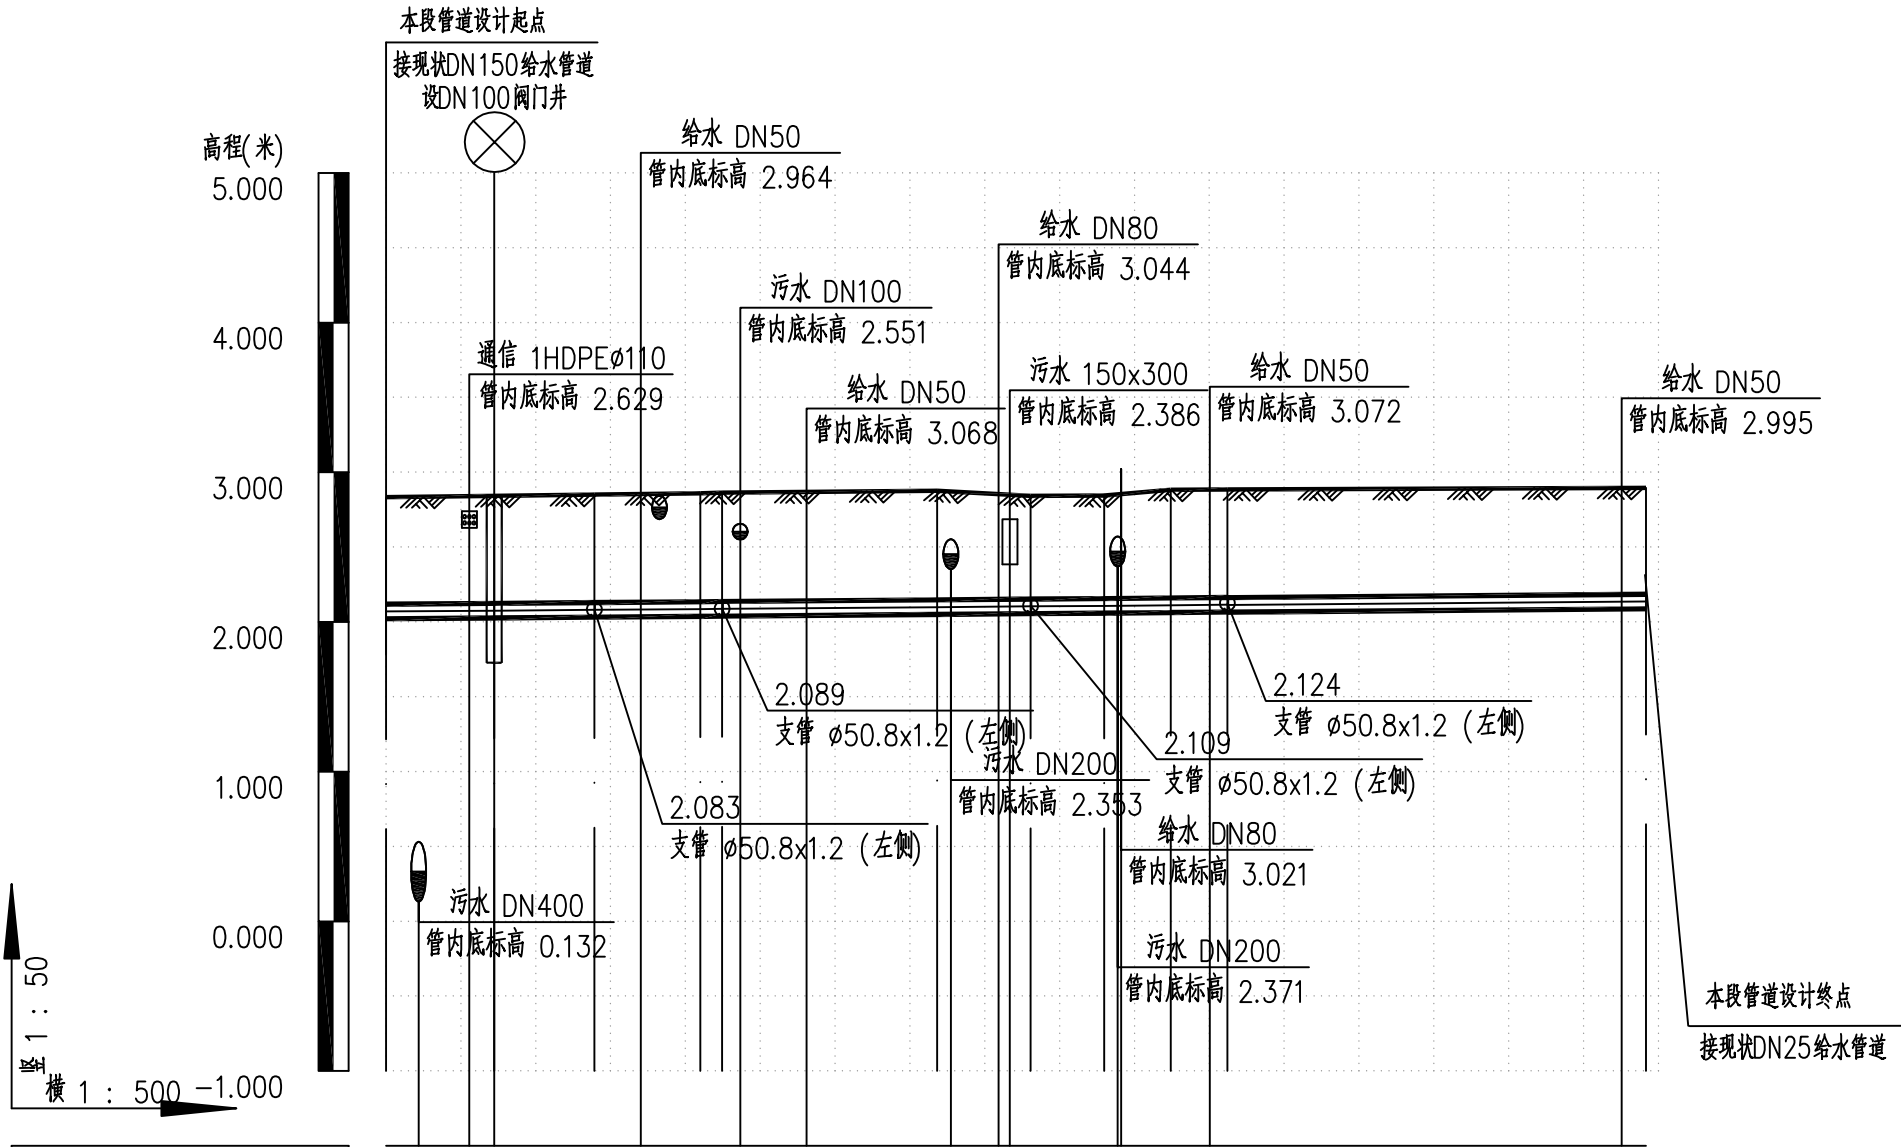 本段管道设计起点
接现状DN150给水管道
设DN100阀门井
高程(米)
5.000
4.000
3.000
2.000
1.000
0.000
-1.000
给水 DN50
管内底标高 2.964
给水 DN80
管内底标高 3.044
污水 DN100
管内底标高 2.551
通信 1HDPEø110
管内底标高 2.629
给水 DN50
管内底标高 3.068
污水 150x300
管内底标高 2.386
给水 DN50
管内底标高 3.072
给水 DN50
管内底标高 2.995
2.089
支管 ø50.8x1.2 (左侧)
2.124
支管 ø50.8x1.2 (左侧)
2.109
支管 ø50.8x1.2 (左侧)
污水 DN200
管内底标高 2.353
2.083
支管 ø50.8x1.2 (左侧)
给水 DN80
管内底标高 3.021
污水 DN400
管内底标高 0.132
污水 DN200
管内底标高 2.371
本段管道设计终点
接现状DN25给水管道
竖 1 : 50
横 1 : 500